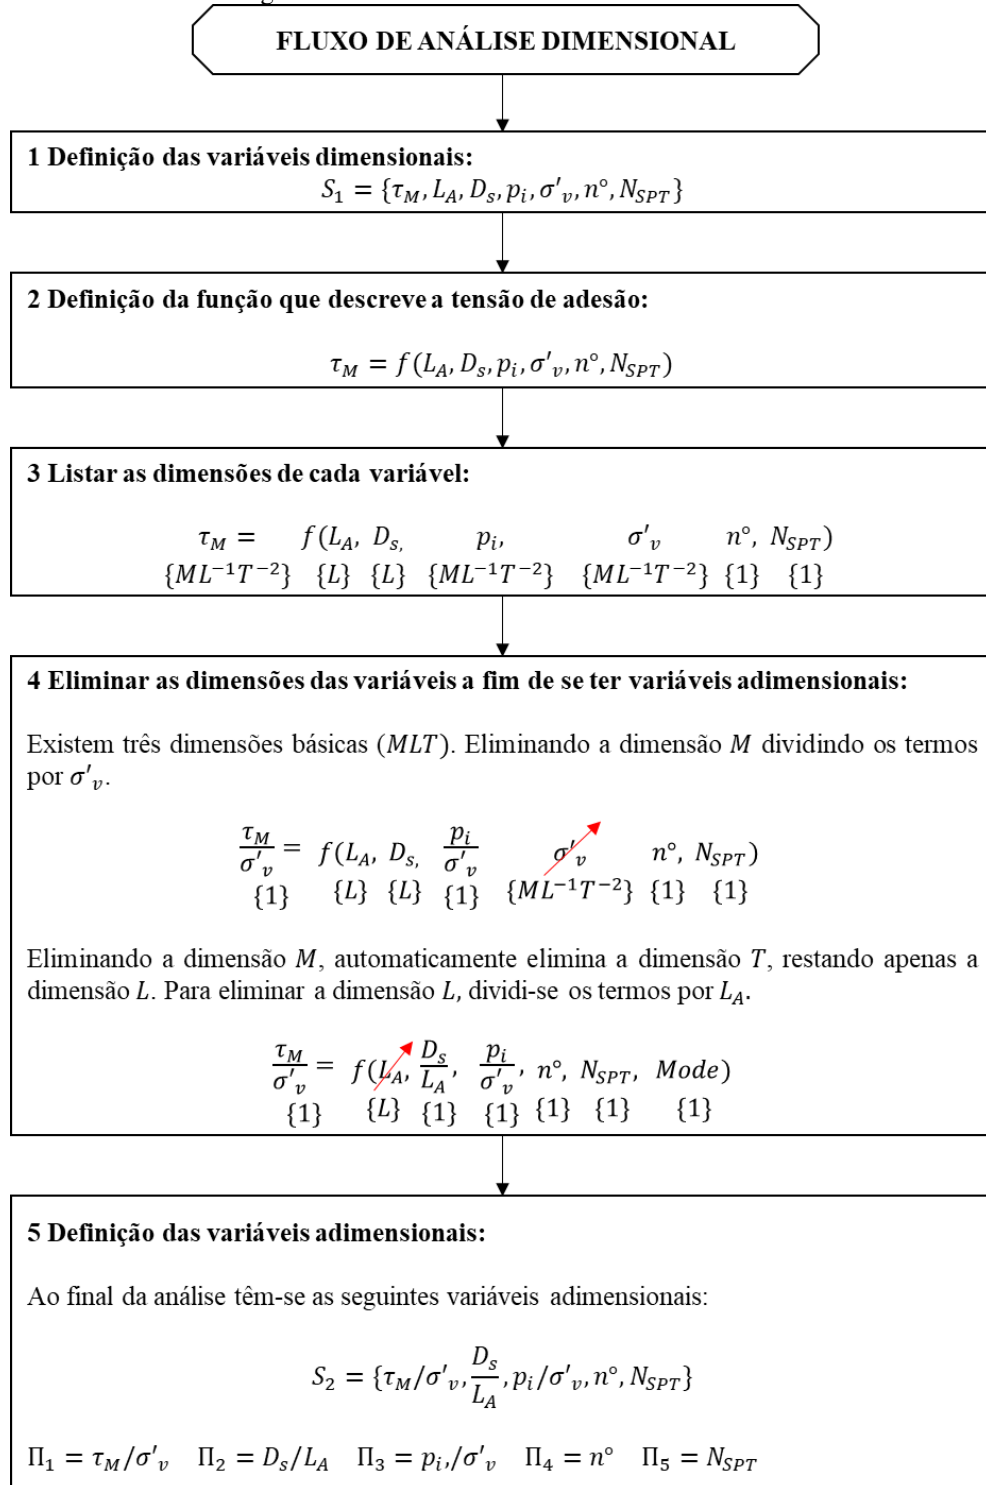 FLUXO DE ANÁLISE DIMENSIONAL
1 Definição das variáveis dimensionais:
S₁ = {τ_M, L_A, D_s, p_i, σ'_v, n°, N_SPT}
2 Definição da função que descreve a tensão de adesão:
τ_M = f(L_A, D_s, p_i, σ'_v, n°, N_SPT)
3 Listar as dimensões de cada variável:
τ_M = f(L_A, D_s, p_i, σ'_v n°, N_SPT)
{ML⁻¹T⁻²} {L} {L} {ML⁻¹T⁻²} {ML⁻¹T⁻²} {1} {1}
4 Eliminar as dimensões das variáveis a fim de se ter variáveis adimensionais:
Existem três dimensões básicas (MLT). Eliminando a dimensão M dividindo os termos
por σ'_v.
τ_M/σ'_v = f(L_A, D_s, p_i/σ'_v σ'_v n°, N_SPT)
{1} {L} {L} {1} {ML⁻¹T⁻²} {1} {1}
Eliminando a dimensão M, automaticamente elimina a dimensão T, restando apenas a
dimensão L. Para eliminar a dimensão L, dividi-se os termos por L_A.
τ_M/σ'_v = f(L_A, D_s/L_A, p_i/σ'_v, n°, N_SPT, Mode)
{1} {L} {1} {1} {1} {1} {1}
5 Definição das variáveis adimensionais:
Ao final da análise têm-se as seguintes variáveis adimensionais:
S₂ = {τ_M/σ'_v, D_s/L_A, p_i/σ'_v, n°, N_SPT}
Π₁ = τ_M/σ'_v Π₂ = D_s/L_A Π₃ = p_i,/σ'_v Π₄ = n° Π₅ = N_SPT